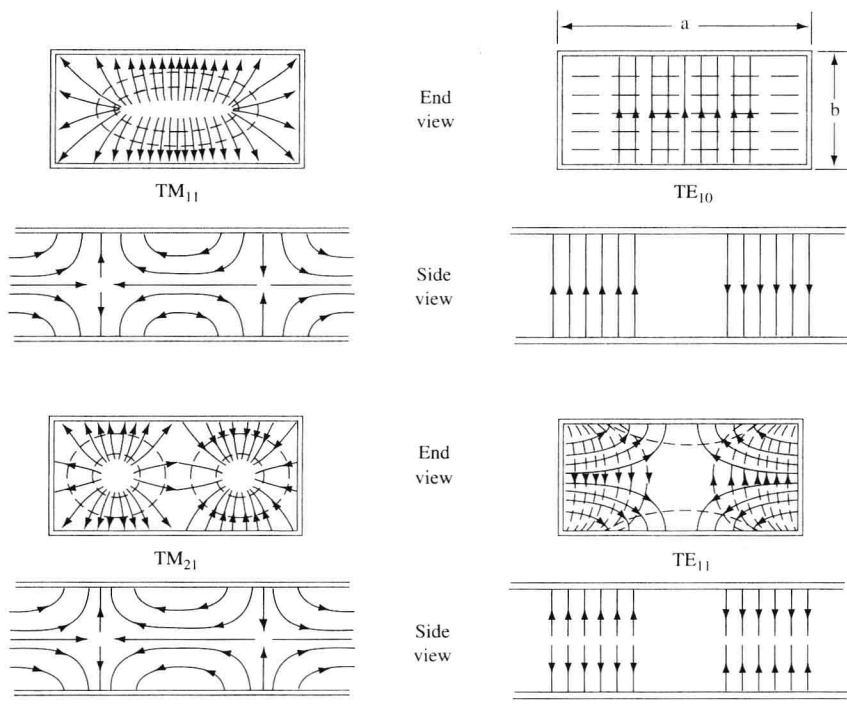 a
End
view
b
TM11
TE10
Side
view
End
view
TM21
TE11
Side
view